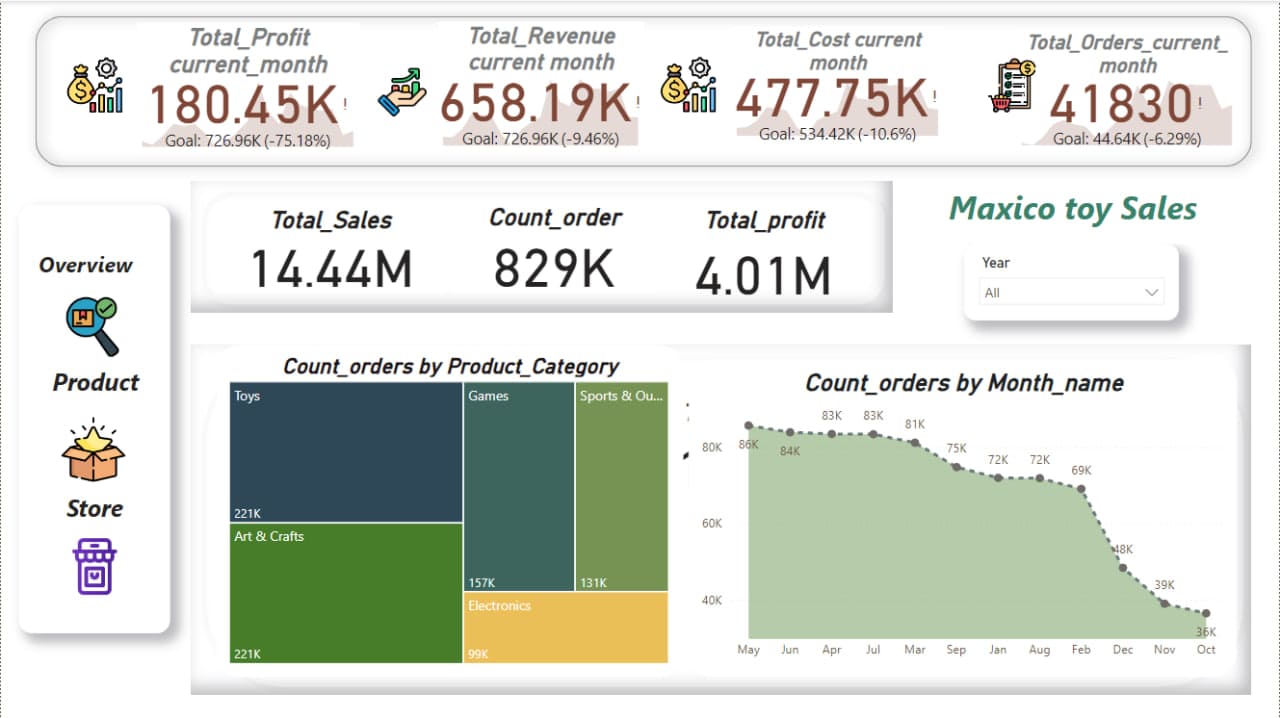 Total_Profit
current_month
180.45K!
Goal: 726.96K (-75.18%)
Total_Revenue
current month
658.19K!
Goal: 726.96K (-9.46%)
Total_Cost current
month
477.75K!
Goal: 534.42K (-10.6%)
Total_Orders_current_
month
41830!
Goal: 44.64K (-6.29%)
Overview
Product
Store
Total_Sales
14.44M
Count_order
829K
Total_profit
4.01M
Maxico toy Sales
Year
All
Count_orders by Product_Category
Toys
221K
Art & Crafts
221K
Games
157K
Sports & Ou...
131K
Electronics
99K
Count_orders by Month_name
80K
60K
40K
86K
84K
83K
83K
81K
75K
72K
72K
69K
48K
39K
36K
May Jun Apr Jul Mar Sep Jan Aug Feb Dec Nov Oct